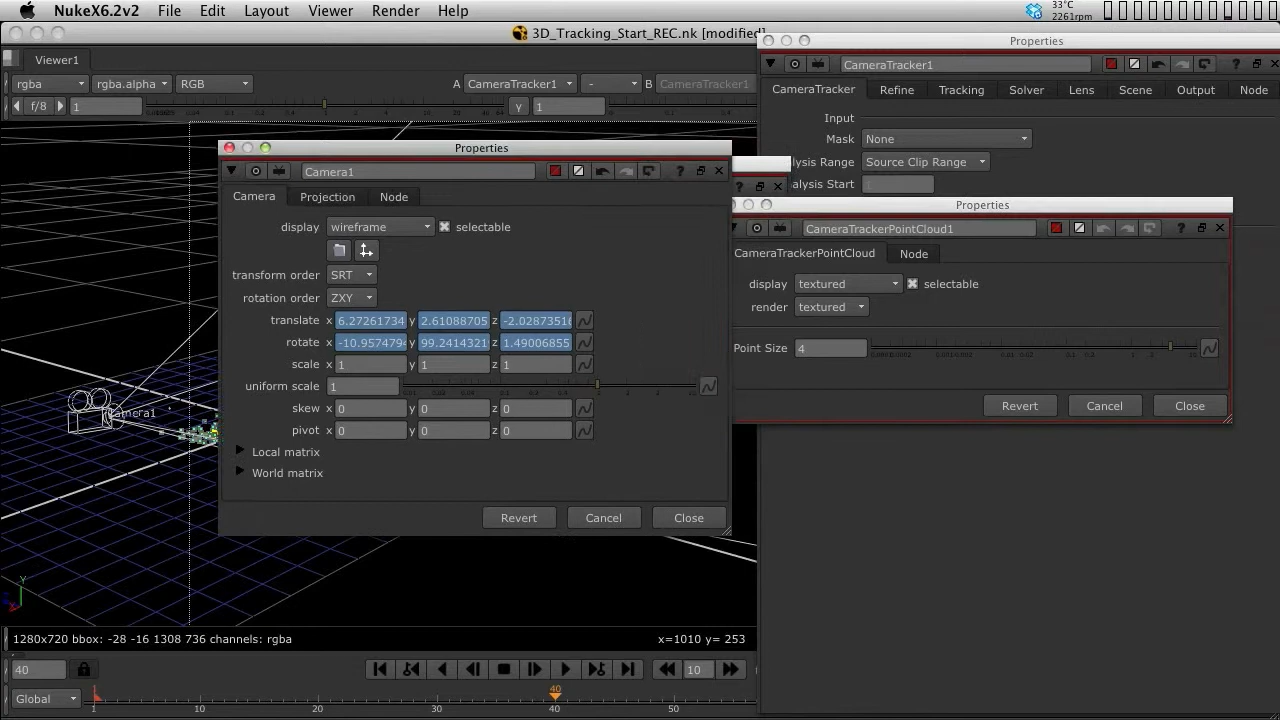 NukeX6.2v2 File Edit Layout Viewer Render Help
33°C
2261rpm
3D_Tracking_Start_REC.nk [modified]
Viewer1
rgba rgba.alpha RGB A CameraTracker1 - B CameraTracker1
f/8 1 y 1
Properties
CameraTracker1
CameraTracker Refine Tracking Solver Lens Scene Output Node
Input
Mask None
alysis Range Source Clip Range
alysis Start 1
Properties
Camera1
Camera Projection Node
display wireframe selectable
transform order SRT
rotation order ZXY
translate x 6.27261734 y 2.61088705 z -2.0287351
rotate x -10.957479 y 99.2414321 z 1.49006855
scale x 1 y 1 z 1
uniform scale 1
skew x 0 y 0 z 0
pivot x 0 y 0 z 0
Local matrix
World matrix
Revert Cancel Close
Properties
CameraTrackerPointCloud1
CameraTrackerPointCloud Node
display textured selectable
render textured
Point Size 4
Revert Cancel Close
Camera1
Y
1280x720 bbox: -28 -16 1308 736 channels: rgba x=1010 y= 253
40 10
Global 1 10 20 30 40 40 50